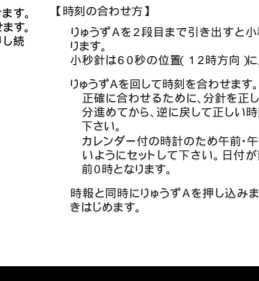 ます。
ます。
し続
【時刻の合わせ方】
りゅうずAを2段目まで引き出すと小
ります。
小秒針は60秒の位置(12時方向)に
りゅうずAを回して時刻を合わせます。
正確に合わせるために、分針を正し
分進めてから、逆に戻して正しい時
下さい。
カレンダー付の時計のため午前・午
いようにセットして下さい。日付が
前0時となります。
時報と同時にりゅうずAを押し込みま
きはじめます。